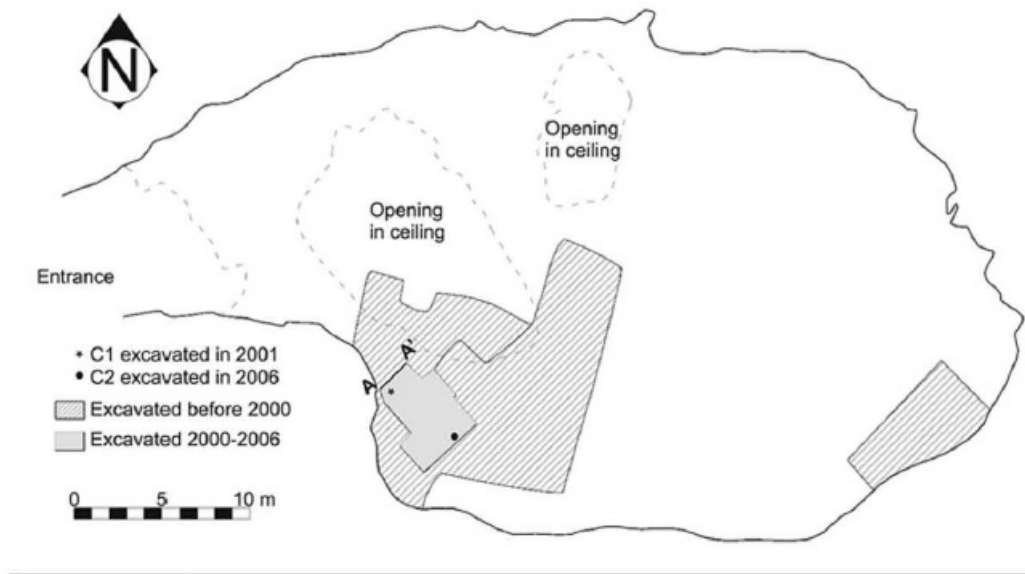 N
Opening
in ceiling
Opening
in ceiling
Entrance
A A'
* C1 excavated in 2001
• C2 excavated in 2006
Excavated before 2000
Excavated 2000-2006
0 5 10 m